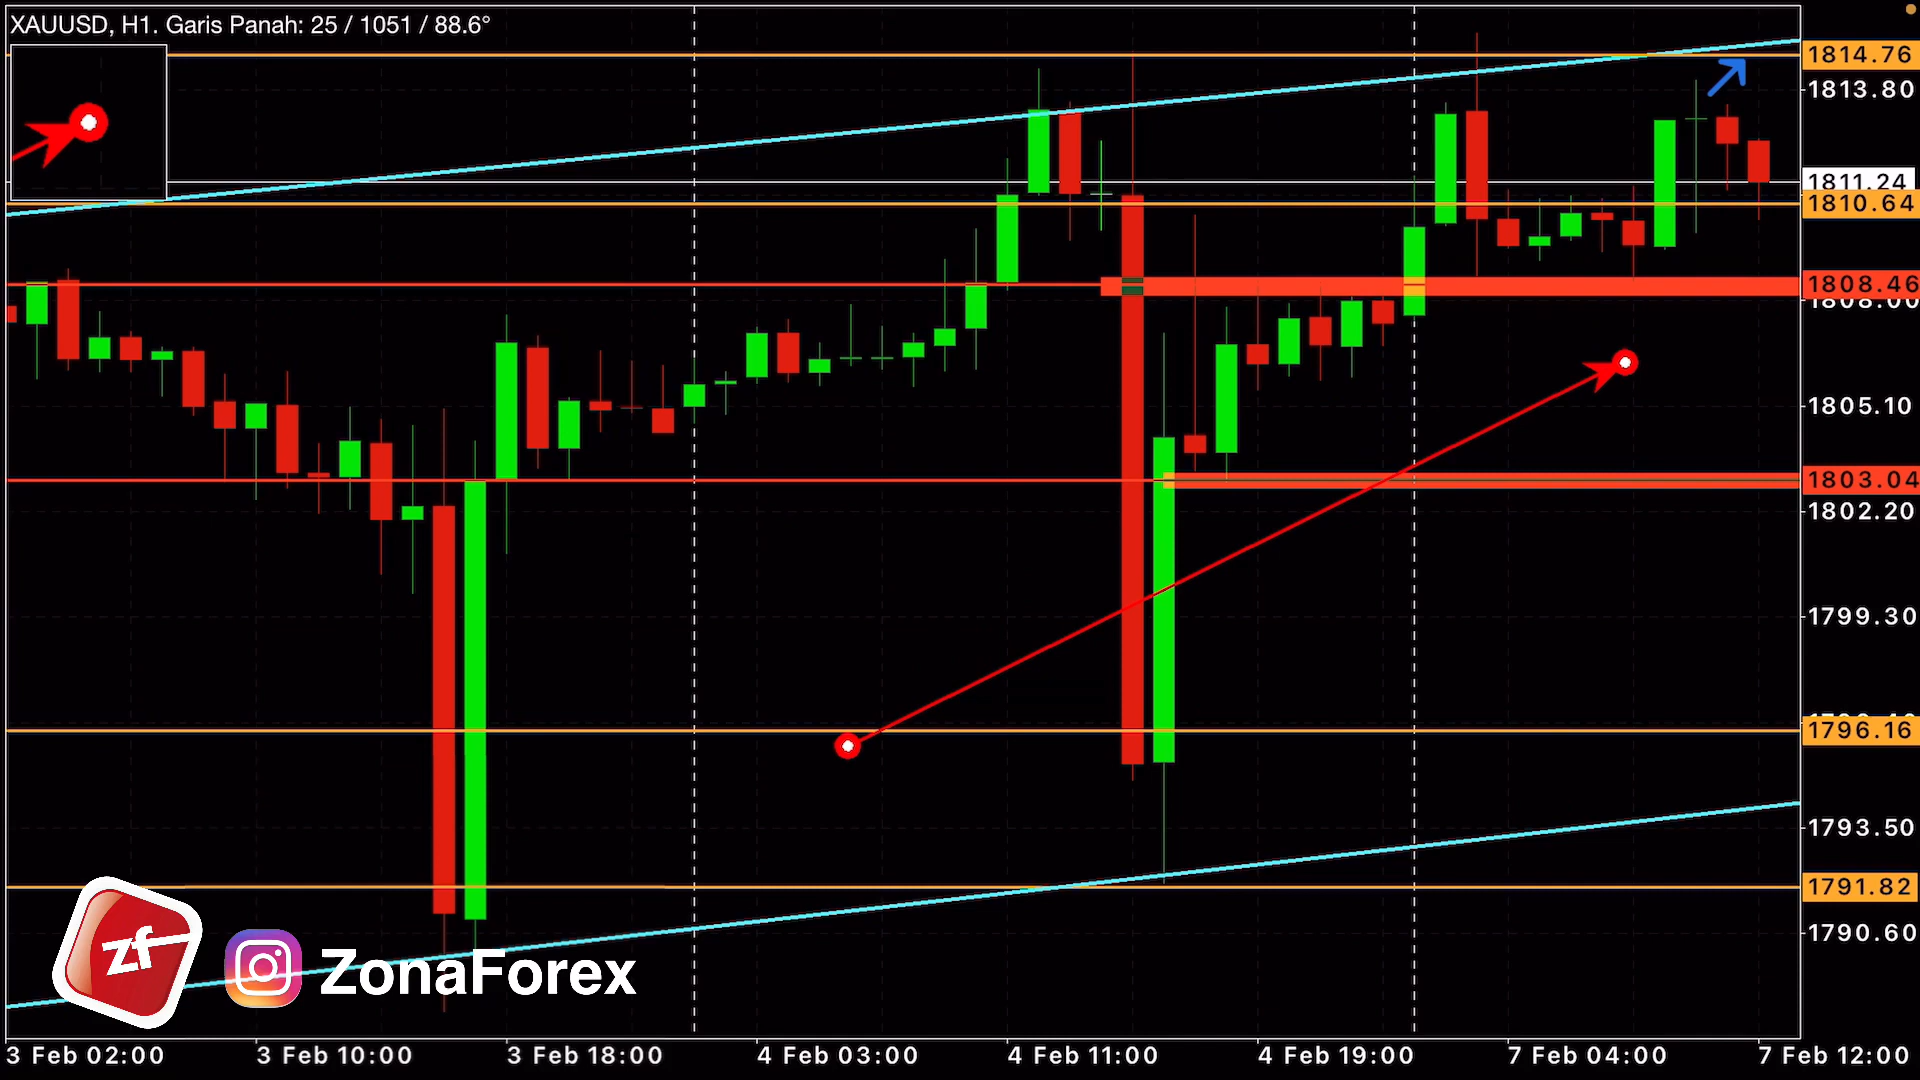 XAUUSD, H1. Garis Panah: 25 / 1051 / 88.6°
1814.76
1813.80
1811.24
1810.64
1808.46
1808.00
1805.10
1803.04
1802.20
1799.30
1796.16
1793.50
1791.82
1790.60
zf
ZonaForex
3 Feb 02:00
3 Feb 10:00
3 Feb 18:00
4 Feb 03:00
4 Feb 11:00
4 Feb 19:00
7 Feb 04:00
7 Feb 12:00